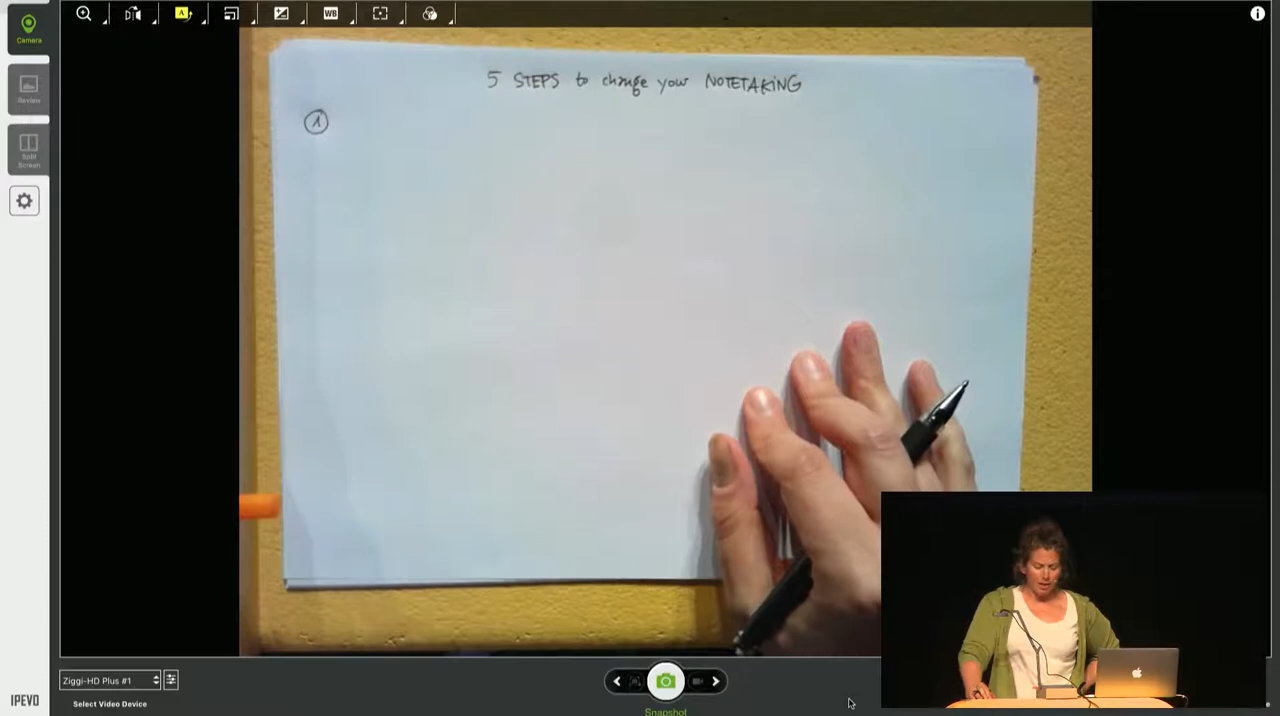 Camera
WB
A
5 STEPS to change your NOTETAKING
1
Review
Split
Screen
Ziggi-HD Plus #1
Select Video Device
Snapshot
IPEVO